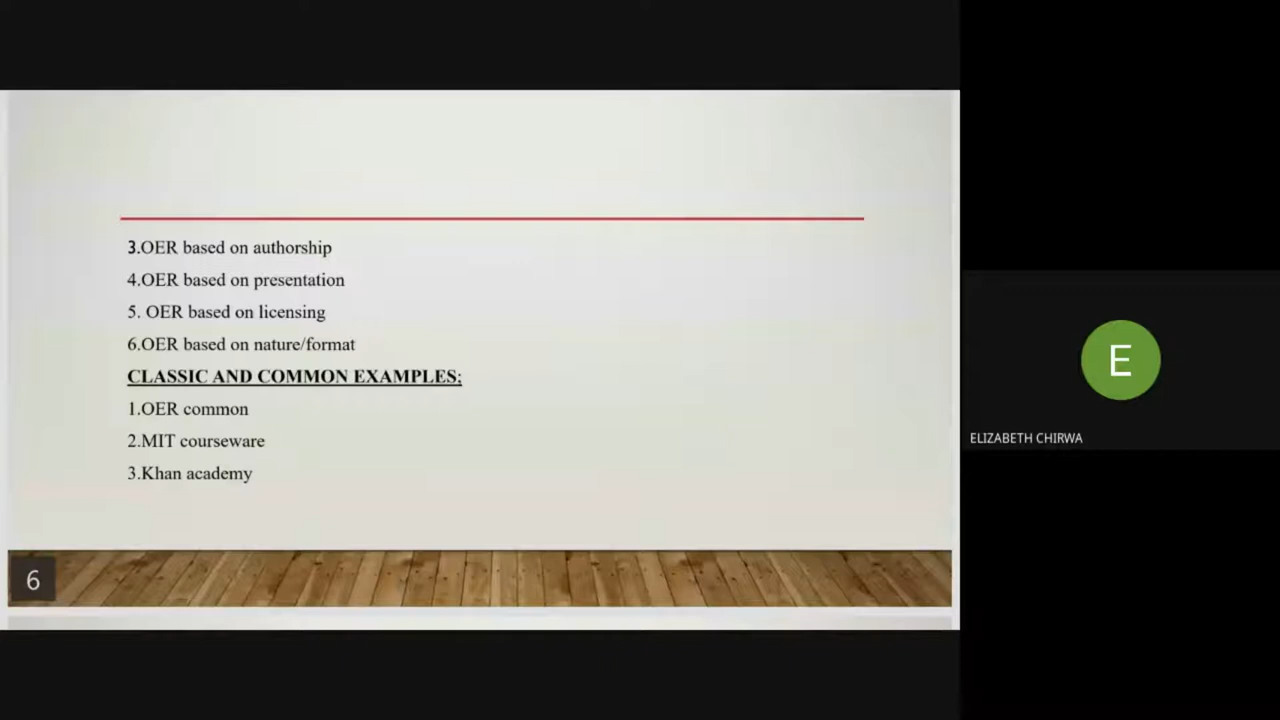 3.OER based on authorship
4.OER based on presentation
5. OER based on licensing
6.OER based on nature/format
CLASSIC AND COMMON EXAMPLES:
1.OER common
2.MIT courseware
3.Khan academy
6
E
ELIZABETH CHIRWA